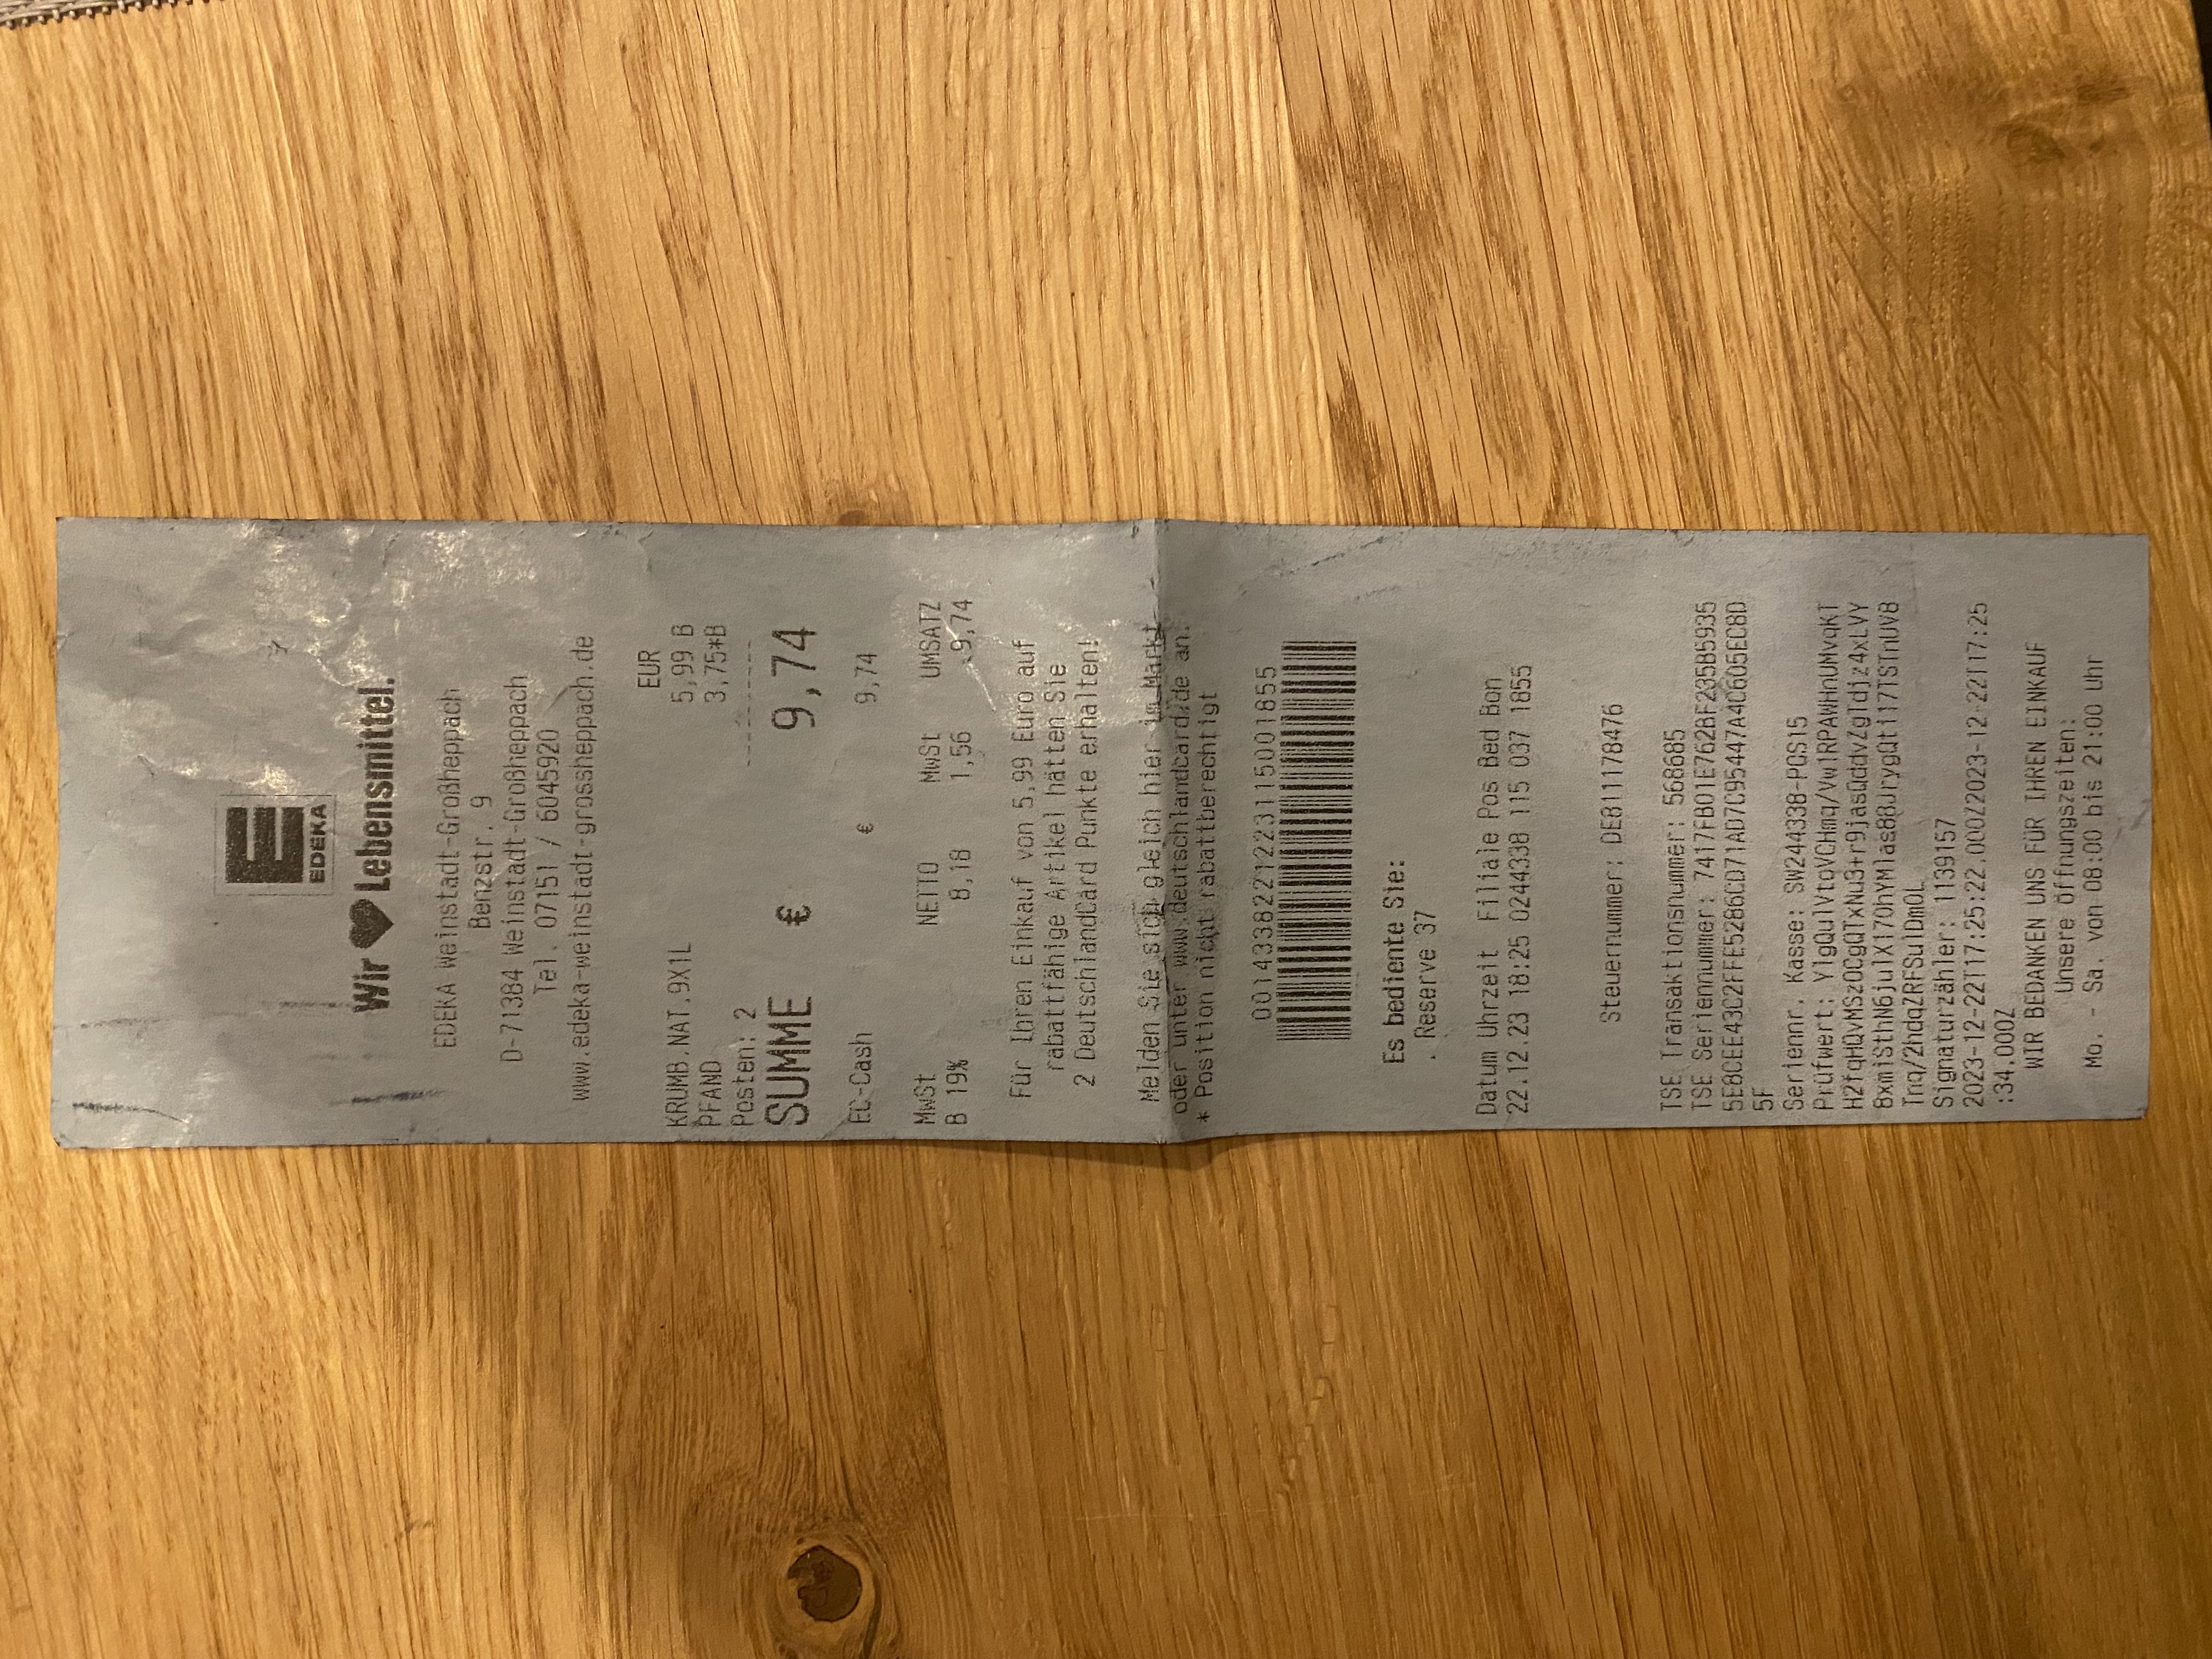 E
EDEKA
Wir ♥ Lebensmittel.
EDEKA Weinstadt-Großheppach
Benzstr. 9
D-71384 Weinstadt-Großheppach
Tel. 07151 / 6045920
www.edeka-weinstadt-grossheppach.de
EUR
KRUMB.NAT.9X1L 5,99 B
PFAND 3,75*B
Posten: 2 ----------
SUMME € 9,74
EC-Cash € 9,74
MwSt NETTO MwSt UMSATZ
B 19% 8,18 1,56 9,74
Für Ihren Einkauf von 5,99 Euro auf
rabattfähige Artikel hätten Sie
2 DeutschlandCard Punkte erhalten!
Melden Sie sich gleich hier im Markt
oder unter www.deutschlandcard.de an.
* Position nicht rabattberechtigt
0014338221223115001855
Es bediente Sie:
. Reserve 37
Datum Uhrzeit Filiale Pos Bed Bon
22.12.23 18:25 0244338 115 037 1855
Steuernummer: DE811178476
TSE Transaktionsnummer: 568685
TSE Seriennummer: 7417FB01E762BF235B5935
5E8CEE43C2FFE5286CD71AD7C95447A4C605EC8D
5F
Seriennr. Kasse: SW244338-POS15
Prüfwert:
Signaturzähler: 1139157
2023-12-22T17:25:22.000Z2023-12-22T17:25
:34.000Z
WIR BEDANKEN UNS FÜR IHREN EINKAUF
Unsere Öffnungszeiten:
Mo. - Sa. von 08:00 bis 21:00 Uhr